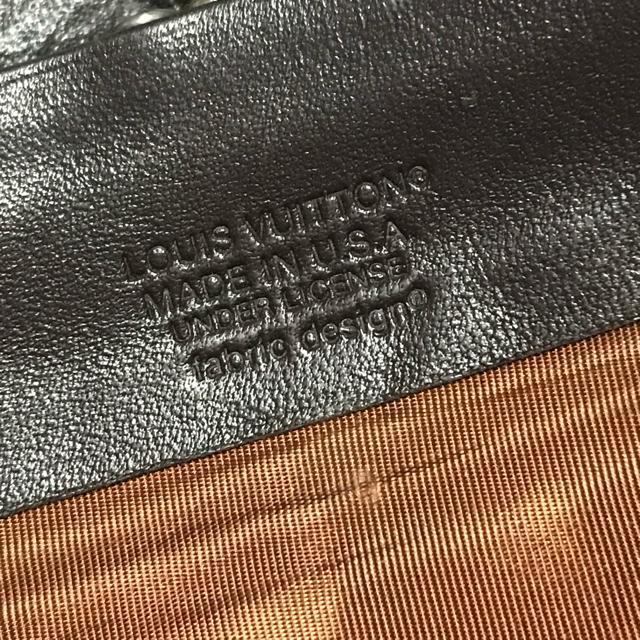 LOUIS VUITTON®
MADE IN U.S.A
UNDER LICENSE
fabric design®